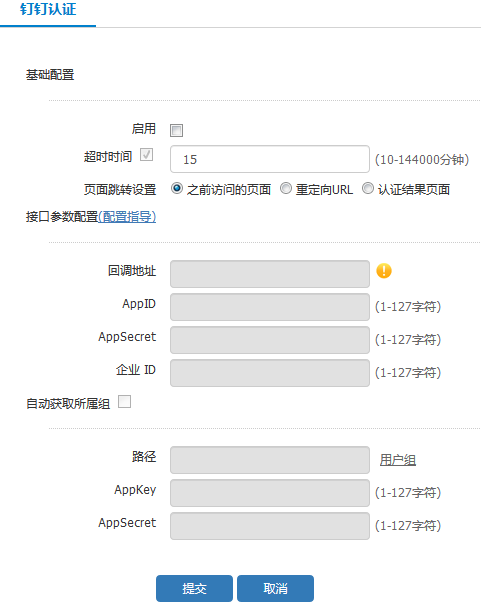 钉钉认证
基础配置
启用
超时时间 15 (10-144000分钟)
页面跳转设置 之前访问的页面 重定向URL 认证结果页面
接口参数配置(配置指导)
回调地址
AppID (1-127字符)
AppSecret (1-127字符)
企业 ID (1-127字符)
自动获取所属组
路径 用户组
AppKey (1-127字符)
AppSecret (1-127字符)
提交 取消